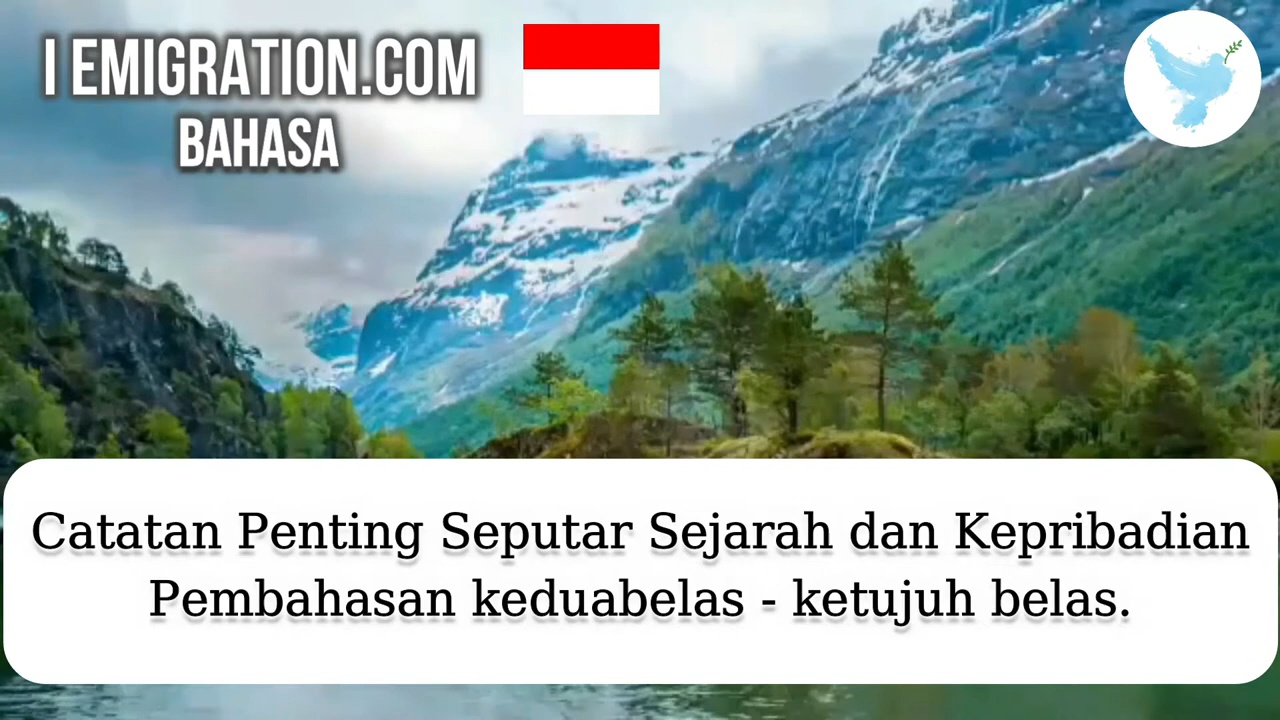 I EMIGRATION.COM
BAHASA
Catatan Penting Seputar Sejarah dan Kepribadian
Pembahasan keduabelas - ketujuh belas.